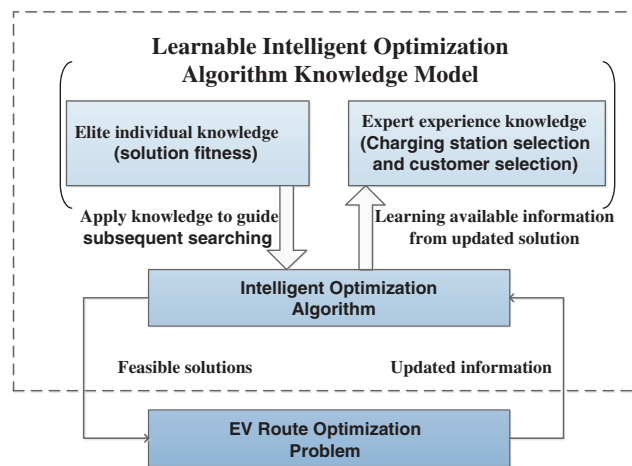 Learnable Intelligent Optimization
Algorithm Knowledge Model
Elite individual knowledge
(solution fitness)
Expert experience knowledge
(Charging station selection
and customer selection)
Apply knowledge to guide
subsequent searching
Learning available information
from updated solution
Intelligent Optimization
Algorithm
Feasible solutions
Updated information
EV Route Optimization
Problem